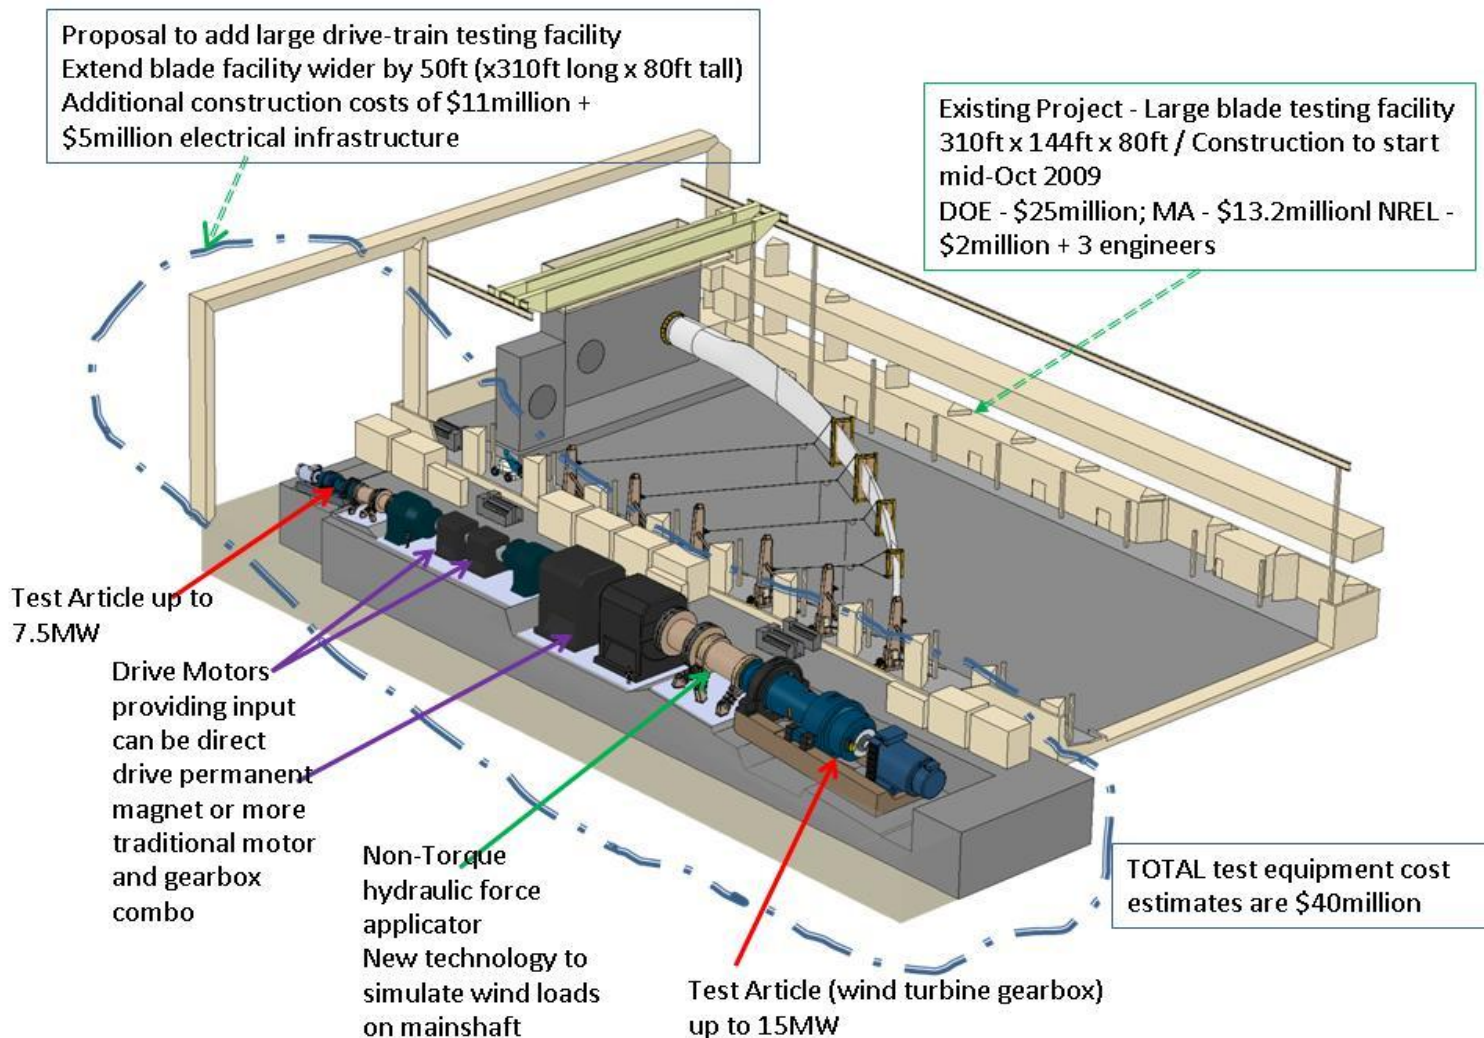 Proposal to add large drive-train testing facility
Extend blade facility wider by 50ft (x310ft long x 80ft tall)
Additional construction costs of $11million +
$5million electrical infrastructure
Existing Project - Large blade testing facility
310ft x 144ft x 80ft / Construction to start
mid-Oct 2009
DOE - $25million; MA - $13.2millionl NREL -
$2million + 3 engineers
Test Article up to
7.5MW
Drive Motors
providing input
can be direct
drive permanent
magnet or more
traditional motor
and gearbox
combo
Non-Torque
hydraulic force
applicator
New technology to
simulate wind loads
on mainshaft
Test Article (wind turbine gearbox)
up to 15MW
TOTAL test equipment cost
estimates are $40million